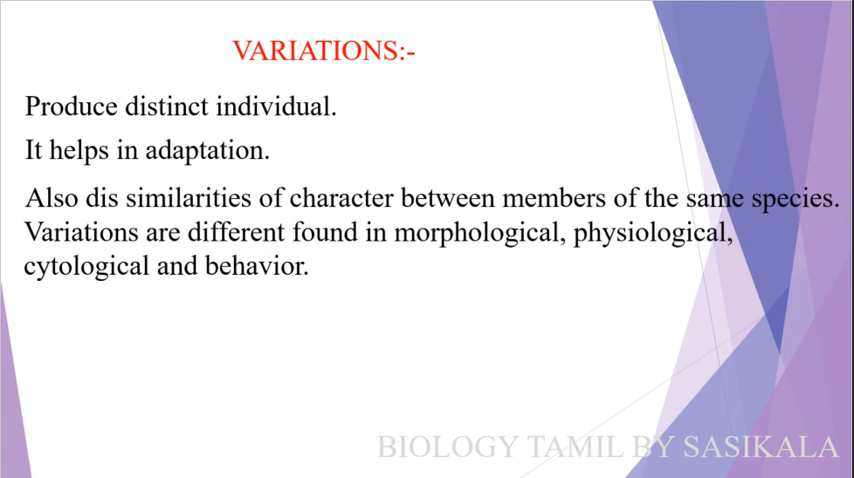 VARIATIONS:-
Produce distinct individual.
It helps in adaptation.
Also dis similarities of character between members of the same species.
Variations are different found in morphological, physiological,
cytological and behavior.
BIOLOGY TAMIL BY SASIKALA